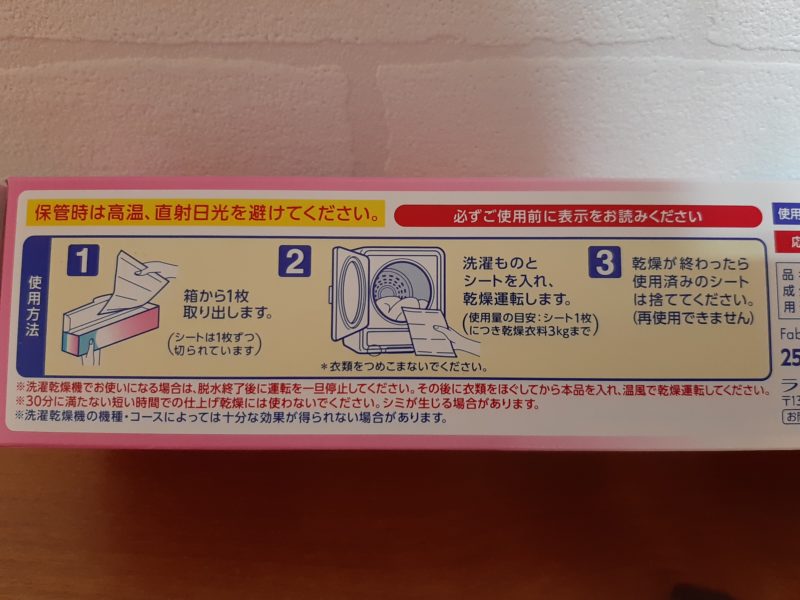 保管時は高温、直射日光を避けてください。
必ずご使用前に表示をお読みください
使用方法
1
箱から1枚
取り出します。
(シートは1枚ずつ
切られています)
2
洗濯ものと
シートを入れ、
乾燥運転します。
(使用量の目安:シート1枚
につき乾燥衣料3kgまで)
*衣類をつめこまないでください。
3
乾燥が終わったら
使用済みのシート
は捨ててください。
(再使用できません)
※洗濯乾燥機でお使いになる場合は、脱水終了後に運転を一旦停止してください。その後に衣類をほぐしてから本品を入れ、温風で乾燥運転してください。
※30分に満たない短い時間での仕上げ乾燥には使わないでください。シミが生じる場合があります。
※洗濯乾燥機の機種・コースによっては十分な効果が得られない場合があります。
使用
応
品
成
用
Fab
25
ラ
〒13
お